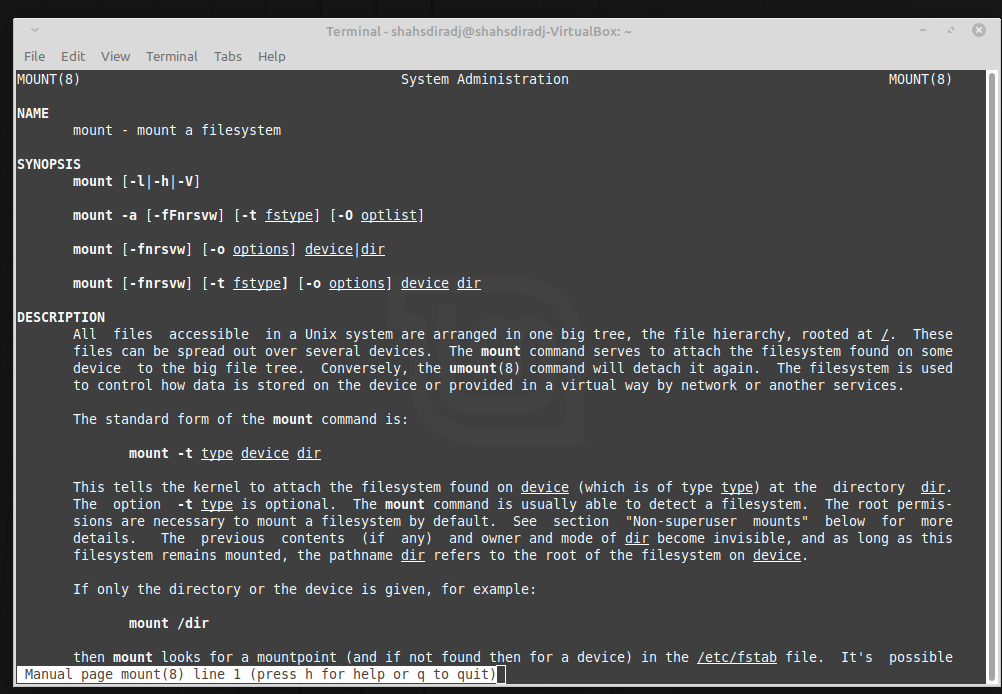 Terminal - shahsdiradj@shahsdiradj-VirtualBox: ~
File Edit View Terminal Tabs Help
MOUNT(8) System Administration MOUNT(8)
NAME
mount - mount a filesystem
SYNOPSIS
mount [-l|-h|-V]
mount -a [-fFnrsvw] [-t fstype] [-O optlist]
mount [-fnrsvw] [-o options] device|dir
mount [-fnrsvw] [-t fstype] [-o options] device dir
DESCRIPTION
All files accessible in a Unix system are arranged in one big tree, the file hierarchy, rooted at /. These
files can be spread out over several devices. The mount command serves to attach the filesystem found on some
device to the big file tree. Conversely, the umount(8) command will detach it again. The filesystem is used
to control how data is stored on the device or provided in a virtual way by network or another services.
The standard form of the mount command is:
mount -t type device dir
This tells the kernel to attach the filesystem found on device (which is of type type) at the directory dir.
The option -t type is optional. The mount command is usually able to detect a filesystem. The root permis-
sions are necessary to mount a filesystem by default. See section "Non-superuser mounts" below for more
details. The previous contents (if any) and owner and mode of dir become invisible, and as long as this
filesystem remains mounted, the pathname dir refers to the root of the filesystem on device.
If only the directory or the device is given, for example:
mount /dir
then mount looks for a mountpoint (and if not found then for a device) in the /etc/fstab file. It's possible
Manual page mount(8) line 1 (press h for help or q to quit)